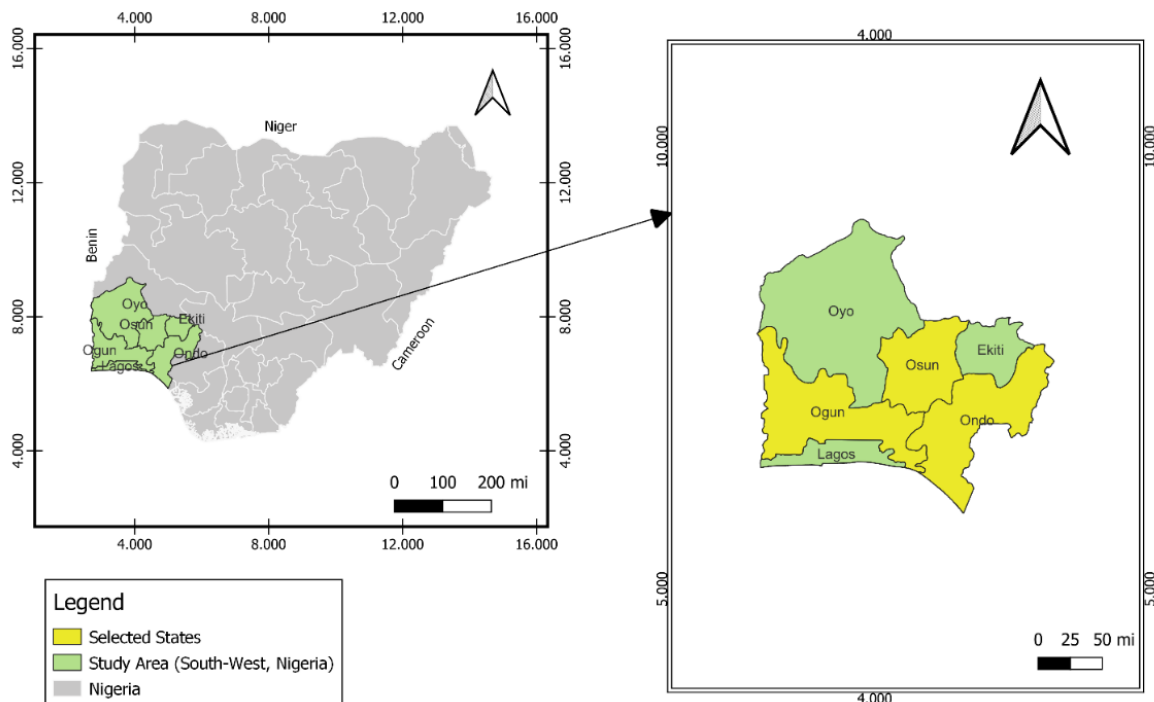 4.000 8.000 12.000 16.000
16.000 16.000
12.000 12.000
8.000 8.000
4.000 4.000
Niger
Benin
Cameroon
Oyo
Osun
Ekiti
Ogun
Ondo
Lagos
0 100 200 mi
4.000 8.000 12.000 16.000
Legend
Selected States
Study Area (South-West, Nigeria)
Nigeria
4.000
10.000 10.000
Oyo
Osun
Ekiti
Ogun
Ondo
Lagos
5.000 5.000
0 25 50 mi
4.000